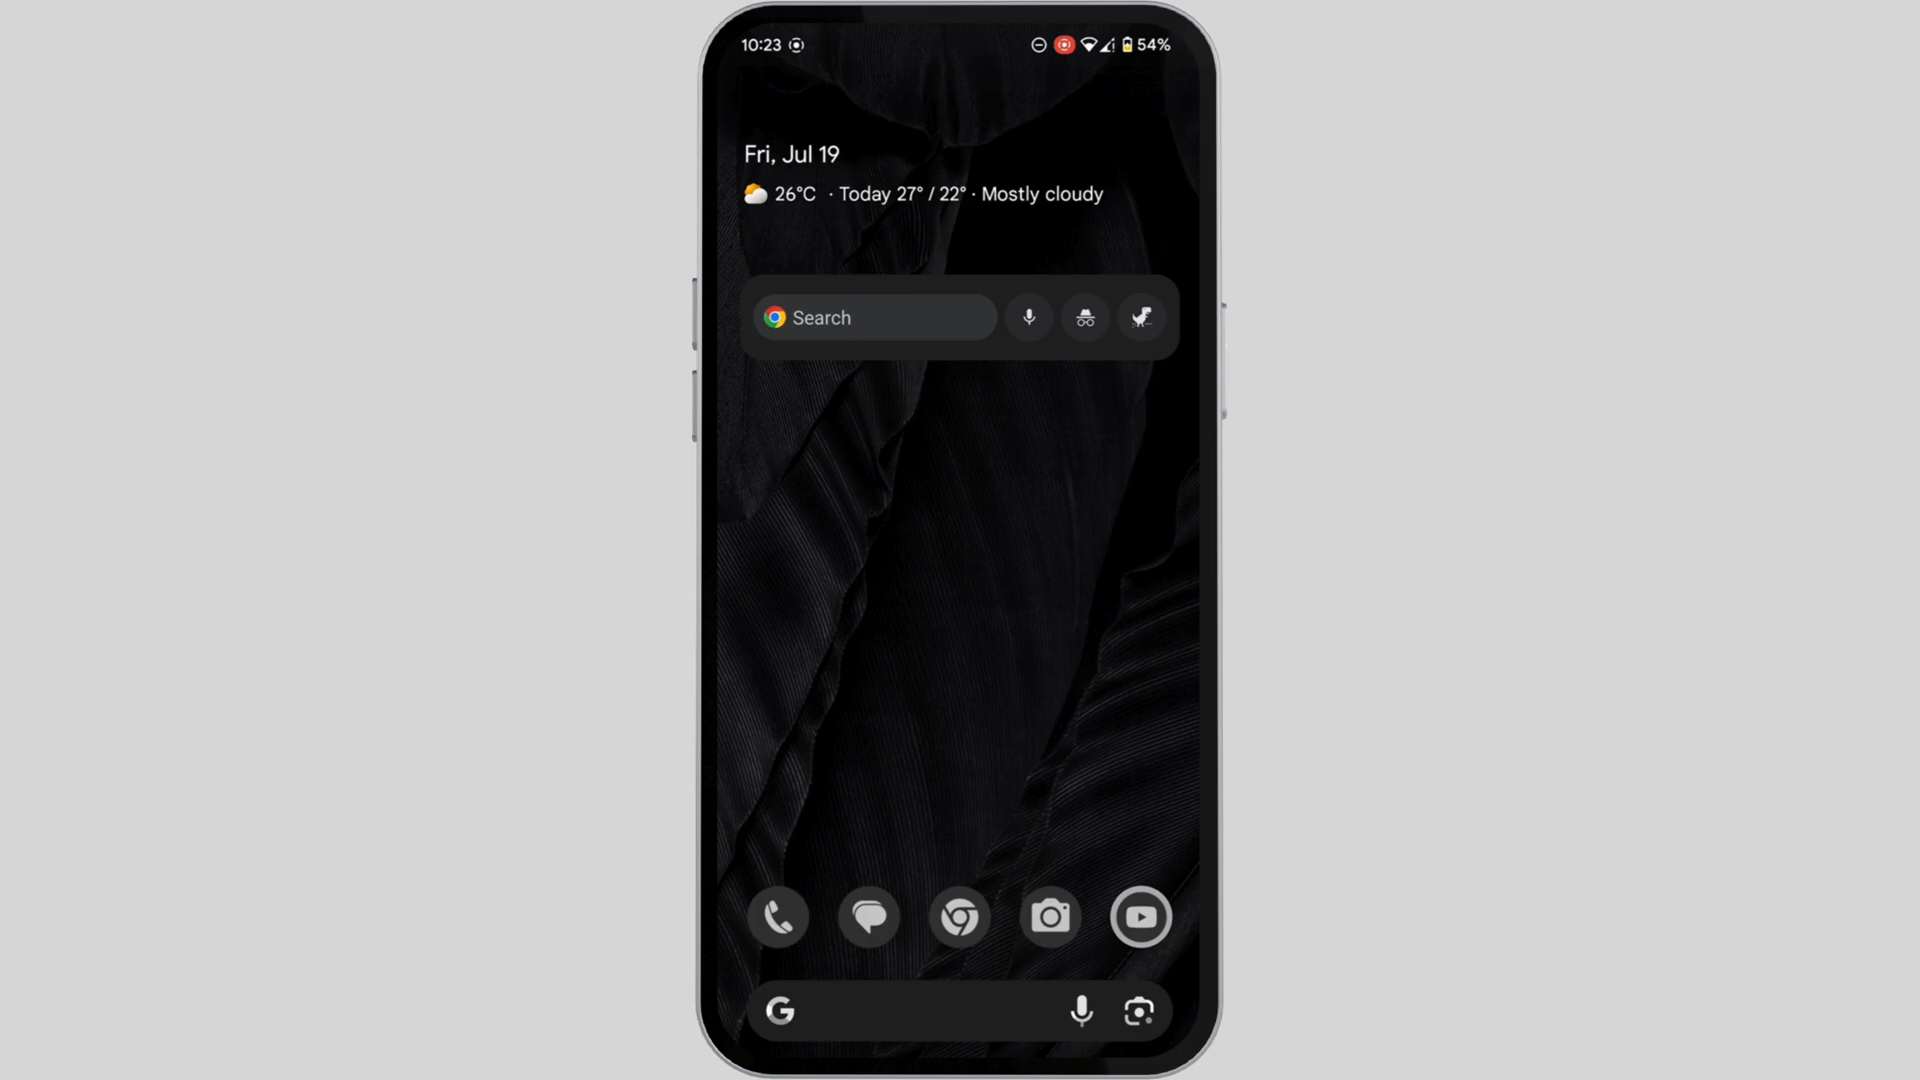 10:23
54%
Fri, Jul 19
26°C · Today 27° / 22° · Mostly cloudy
Search